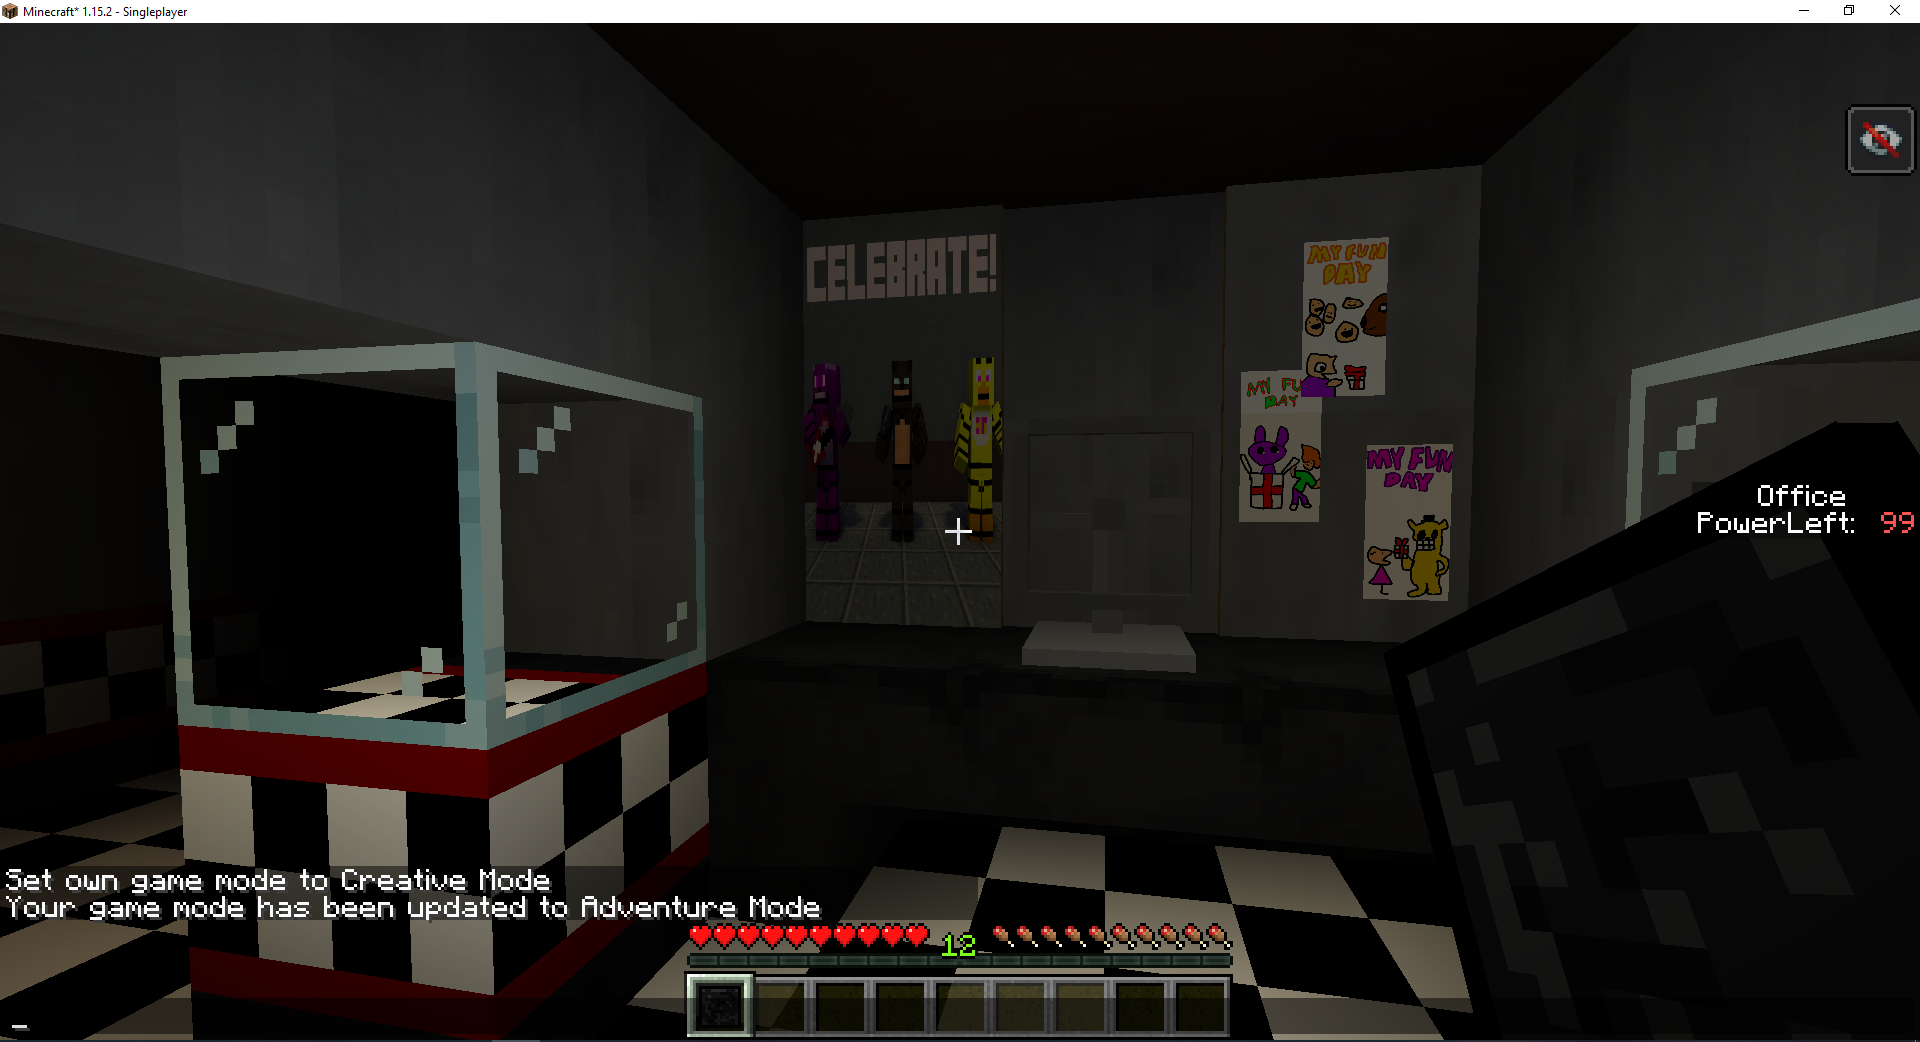 Minecraft* 1.15.2 - Singleplayer
CELEBRATE!
MY FUN
DAY
MY FU
DAY
MY FUN
DAY
Office
PowerLeft: 99
Set own game mode to Creative Mode
Your game mode has been updated to Adventure Mode
12
_